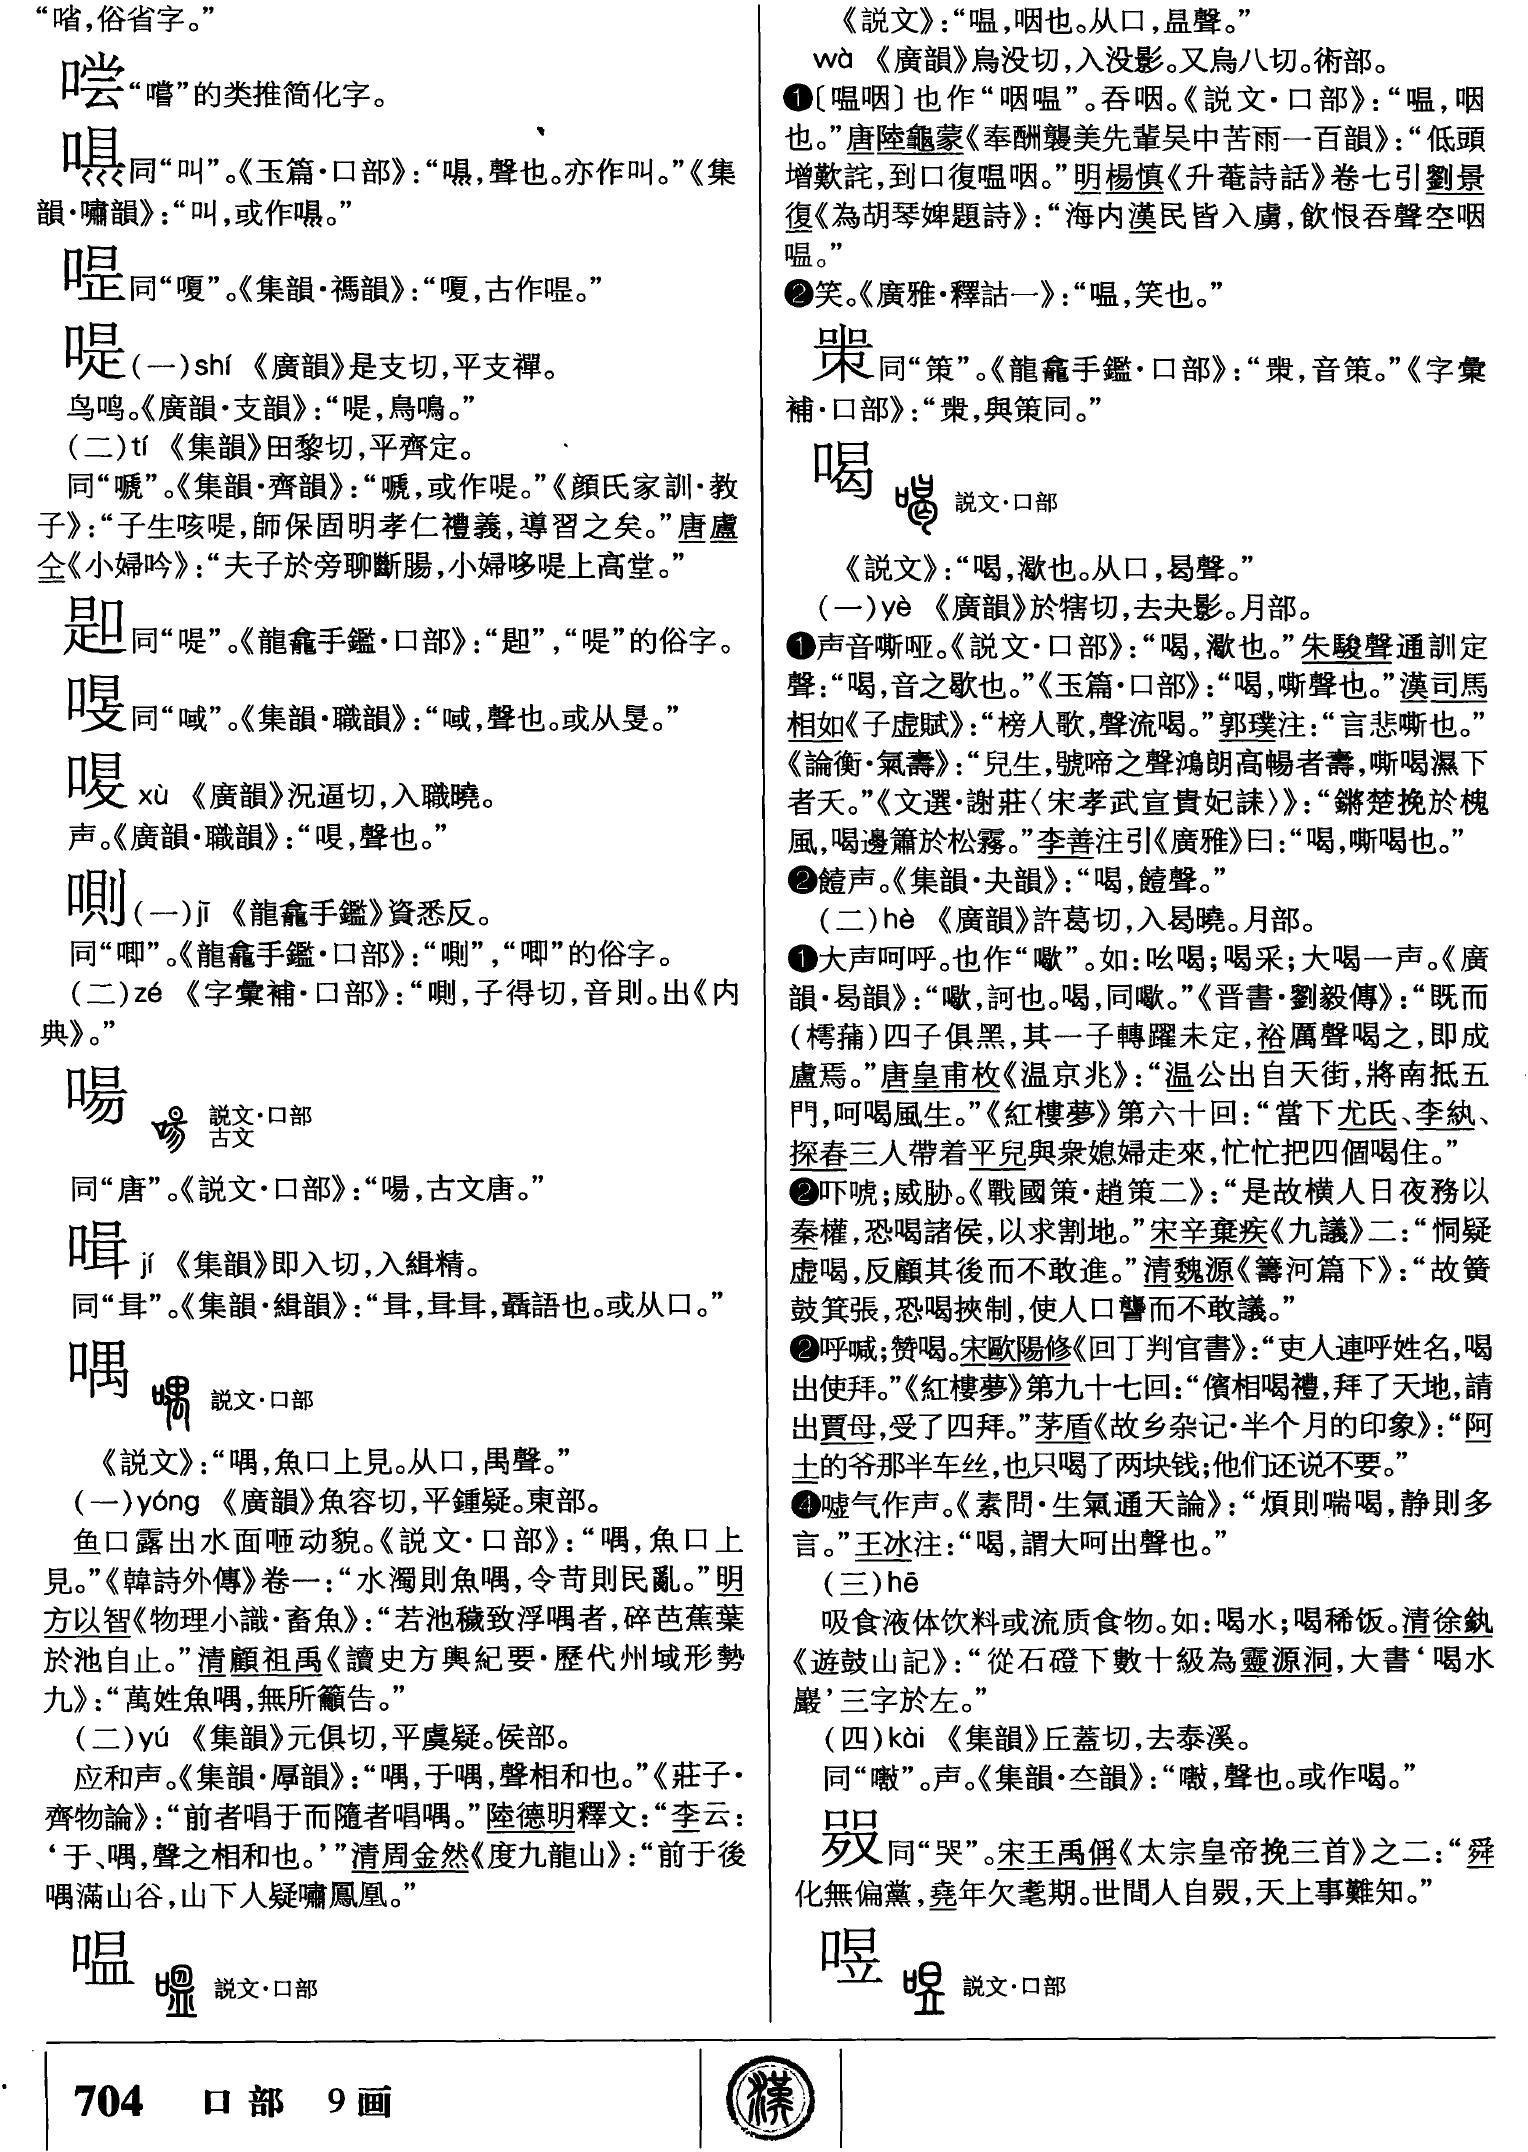 “㗂,俗省字。”
嘗“嚐”的类推简化字。
同“叫”。《玉篇·口部》:“,聲也。亦作叫。”《集
韻·嘯韻》:“叫,或作。”
同“嗄”。《集韻·禡韻》:“嗄,古作。”
㖷(一)shí 《廣韻》是支切,平支禪。
鸟鸣。《廣韻·支韻》:“㖷,鳥鳴。”
(二)tí 《集韻》田黎切,平齊定。
同“嗁”。《集韻·齊韻》:“嗁,或作啼。”《顔氏家訓·教
子》:“子生咳㖷,師保固明孝仁禮義,導習之矣。”唐盧
仝《小婦吟》:“夫子於旁聊斷腸,小婦哆㖷上高堂。”
同“㖷”。《龍龕手鑑·口部》:“”,“㖷”的俗字。
同“㖪”。《集韻·職韻》:“㖪,聲也。或从𡕥。”
xù 《廣韻》況逼切,入職曉。
声。《廣韻·職韻》:“,聲也。”
(一)jī 《龍龕手鑑》資悉反。
同“唧”。《龍龕手鑑·口部》:“”,“唧”的俗字。
(二)zé 《字彙補·口部》:“,子得切,音則。出《内
典》。”
啺
説文·口部
古文
同“唐”。《説文·口部》:“啺,古文唐。”
㗱 jí 《集韻》即入切,入緝精。
同“咠”。《集韻·緝韻》:“咠,咠咠,聶語也。或从口。”
喁
説文·口部
《説文》:“喁,魚口上見。从口,禺聲。”
(一)yóng 《廣韻》魚容切,平鍾疑。東部。
鱼口露出水面咂动貌。《説文·口部》:“喁,魚口上
見。”《韓詩外傳》卷一:“水濁則魚喁,令苛則民亂。”明
方以智《物理小識·畜魚》:“若池穢致浮喁者,碎芭蕉葉
於池自止。”清顧祖禹《讀史方輿紀要·歷代州域形勢
九》:“萬姓魚喁,無所籲告。”
(二)yú 《集韻》元俱切,平虞疑。侯部。
应和声。《集韻·厚韻》:“喁,于喁,聲相和也。”《莊子·
齊物論》:“前者唱于而隨者唱喁。”陸德明釋文:“李云:
‘于、喁,聲之相和也。’”清周金然《度九龍山》:“前于後
喁滿山谷,山下人疑嘯鳳凰。”
嗢
説文·口部
《説文》:“嗢,咽也。从口,昷聲。”
wà 《廣韻》烏没切,入没影。又烏八切。術部。
❶〔嗢咽〕也作“咽嗢”。吞咽。《説文·口部》:“嗢,咽
也。”唐陸龜蒙《奉酬襲美先輩吴中苦雨一百韻》:“低頭
增歎詫,到口復嗢咽。”明楊慎《升菴詩話》卷七引劉景
復《為胡琴婢題詩》:“海内漢民皆入虜,飲恨吞聲空咽
嗢。”
❷笑。《廣雅·釋詁一》:“嗢,笑也。”
同“策”。《龍龕手鑑·口部》:“,音策。”《字彙
補·口部》:“,與策同。”
喝
説文·口部
《説文》:“喝,㵣也。从口,曷聲。”
(一)yè 《廣韻》於犗切,去夬影。月部。
❶声音嘶哑。《説文·口部》:“喝,㵣也。”朱駿聲通訓定
聲:“喝,音之歇也。”《玉篇·口部》:“喝,嘶聲也。”漢司馬
相如《子虚賦》:“榜人歌,聲流喝。”郭璞注:“言悲嘶也。”
《論衡·氣壽》:“兒生,號啼之聲鴻朗高暢者壽,嘶喝濕下
者夭。”《文選·謝莊〈宋孝武宣貴妃誄〉》:“鏘楚挽於槐
風,喝邊簫於松霧。”李善注引《廣雅》曰:“喝,嘶喝也。”
❷饐声。《集韻·夬韻》:“喝,饐聲。”
(二)hè 《廣韻》許葛切,入曷曉。月部。
❶大声呵呼。也作“㰤”。如:吆喝;喝采;大喝一声。《廣
韻·曷韻》:“㰤,訶也。喝,同㰤。”《晋書·劉毅傳》:“既而
(樗蒱)四子俱黑,其一子轉躍未定,裕厲聲喝之,即成
盧焉。”唐皇甫枚《温京兆》:“温公出自天街,將南抵五
門,呵喝風生。”《紅樓夢》第六十回:“當下尤氏、李紈、
探春三人帶着平兒與衆媳婦走來,忙忙把四個喝住。”
❷吓唬;威胁。《戰國策·趙策二》:“是故横人日夜務以
秦權,恐喝諸侯,以求割地。”宋辛棄疾《九議》二:“恫疑
虚喝,反顧其後而不敢進。”清魏源《籌河篇下》:“故簧
鼓箕張,恐喝挾制,使人口讋而不敢議。”
❷呼喊;赞喝。宋歐陽修《回丁判官書》:“吏人連呼姓名,喝
出使拜。”《紅樓夢》第九十七回:“儐相喝禮,拜了天地,請
出賈母,受了四拜。”茅盾《故乡杂记·半个月的印象》:“阿
土的爷那半车丝,也只喝了两块钱;他们还说不要。”
❹嘘气作声。《素問·生氣通天論》:“煩則喘喝,静則多
言。”王冰注:“喝,謂大呵出聲也。”
(三)hē
吸食液体饮料或流质食物。如:喝水;喝稀饭。清徐釚
《遊鼓山記》:“從石磴下數十級為靈源洞,大書‘喝水
巖’三字於左。”
(四)kài 《集韻》丘蓋切,去泰溪。
同“嘅”。声。《集韻·夳韻》:“,聲也。或作喝。”
同“哭”。宋王禹偁《太宗皇帝挽三首》之二:“舜
化無偏黨,堯年欠耄期。世間人自,天上事難知。”
喅
説文·口部
704 口部 9画
漢